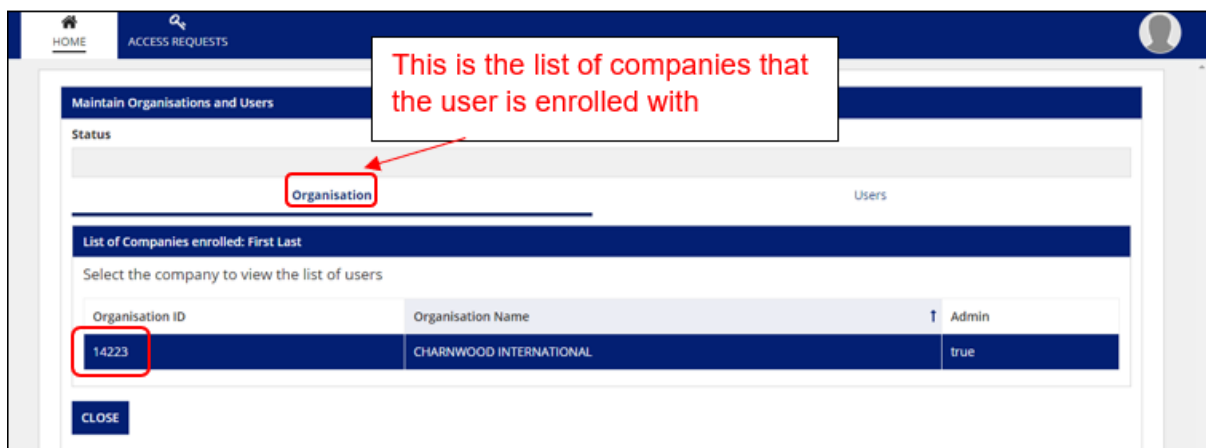 HOME
ACCESS REQUESTS
This is the list of companies that
the user is enrolled with
Maintain Organisations and Users
Status
Organisation Users
List of Companies enrolled: First Last
Select the company to view the list of users
Organisation ID Organisation Name ↑ Admin
14223 CHARNWOOD INTERNATIONAL true
CLOSE